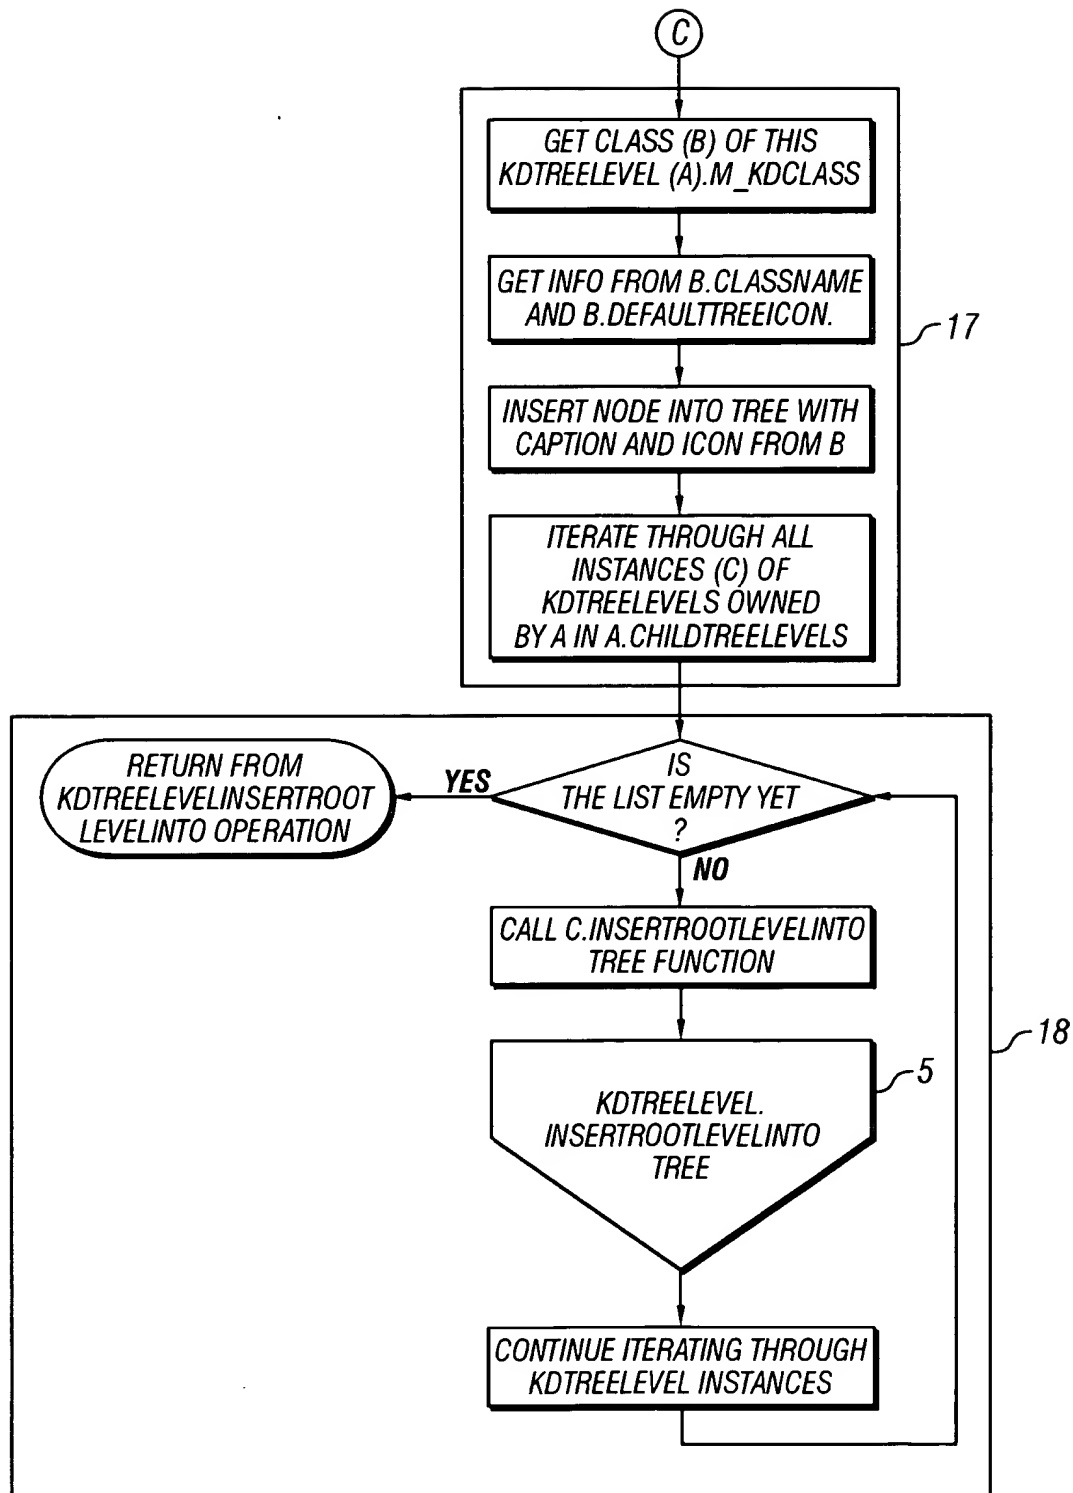 C
GET CLASS (B) OF THIS
KDTREELEVEL (A).M_KDCLASS
GET INFO FROM B.CLASSNAME
AND B.DEFAULTTREEICON.
17
INSERT NODE INTO TREE WITH
CAPTION AND ICON FROM B
ITERATE THROUGH ALL
INSTANCES (C) OF
KDTREELEVELS OWNED
BY A IN A.CHILDTREELEVELS
RETURN FROM
KDTREELEVELINSERTROOT
LEVELINTO OPERATION
YES
IS
THE LIST EMPTY YET
?
NO
CALL C.INSERTROOTLEVELINTO
TREE FUNCTION
18
5
KDTREELEVEL.
INSERTROOTLEVELINTO
TREE
CONTINUE ITERATING THROUGH
KDTREELEVEL INSTANCES